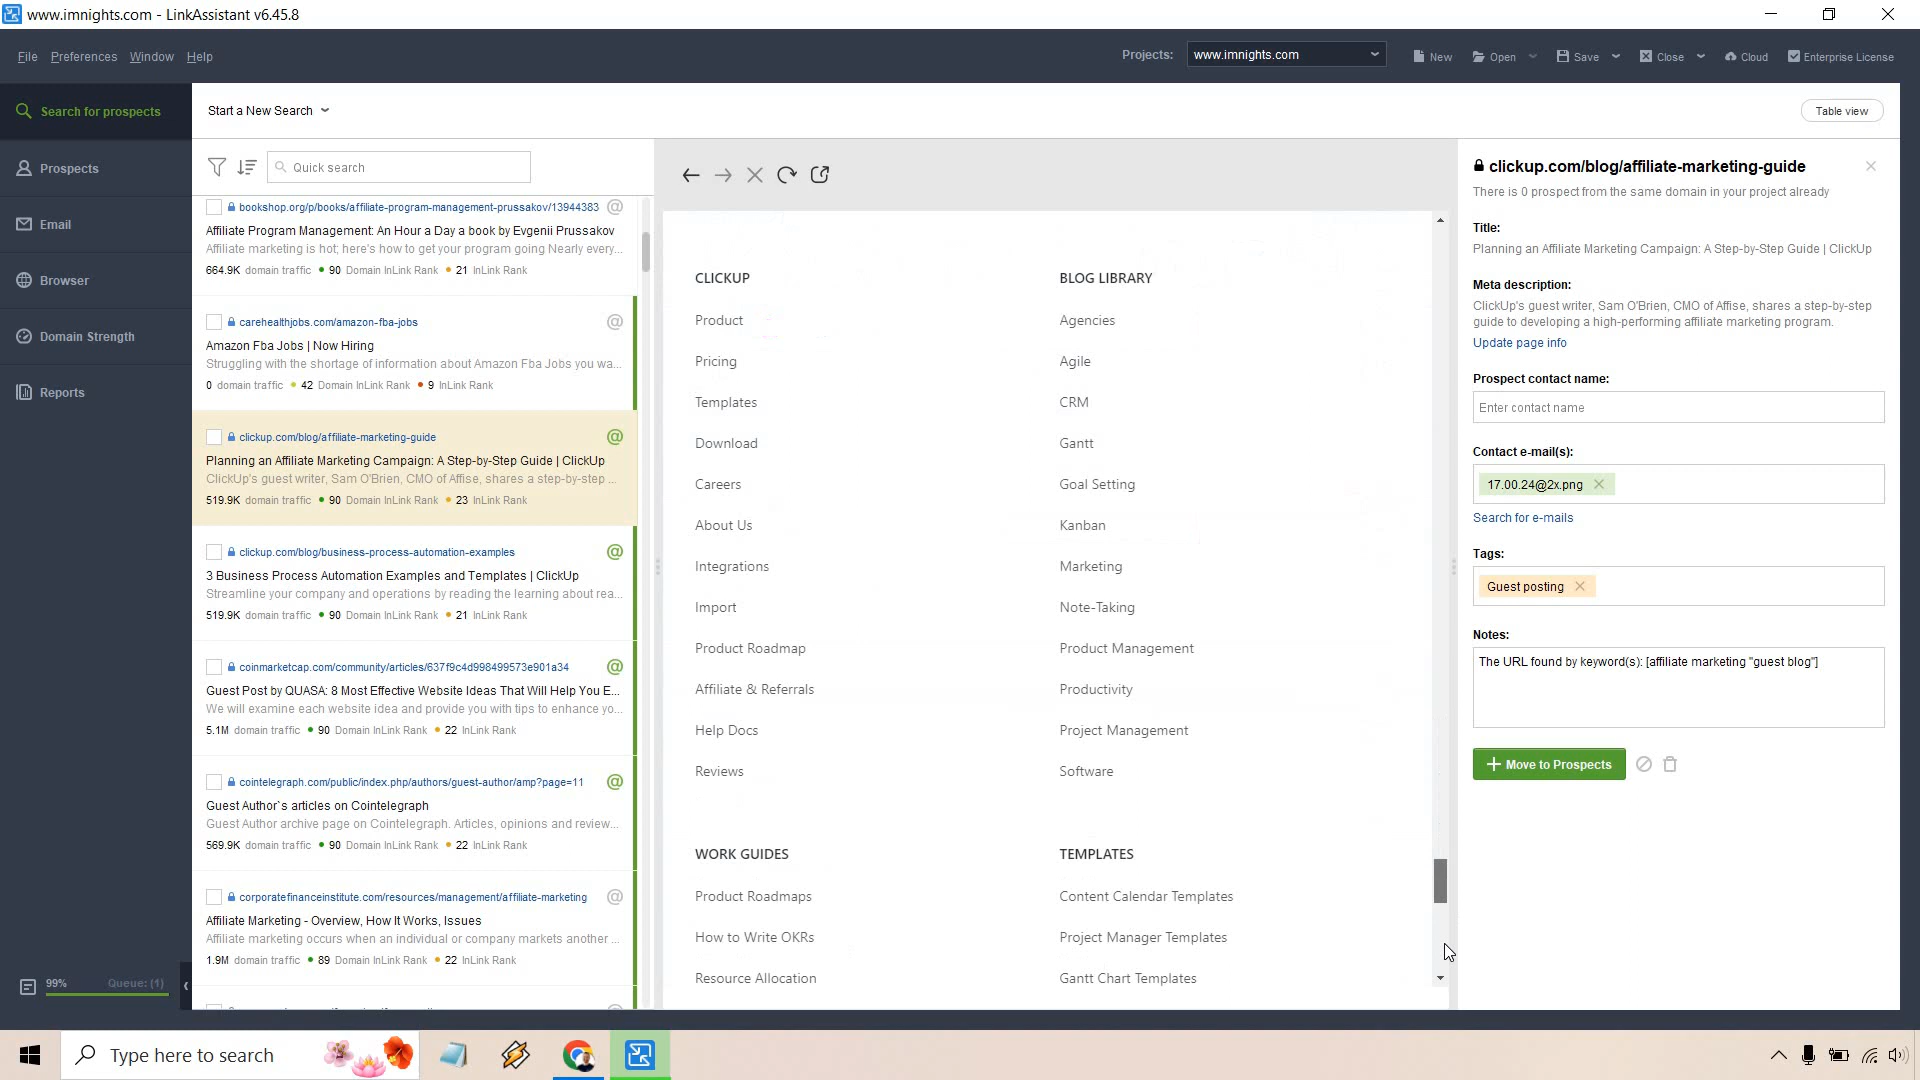 www.imnights.com - LinkAssistant v6.45.8
File Preferences Window Help
Projects: www.imnights.com New Open Save Close Cloud Enterprise License
Search for prospects
Prospects
Email
Browser
Domain Strength
Reports
99% Queue: (1)
Start a New Search
Table view
Quick search
bookshop.org/p/books/affiliate-program-management-prussakov/13944383
Affiliate Program Management: An Hour a Day a book by Evgenii Prussakov
Affiliate marketing is hot; here's how to get your program going Nearly every...
664.9K domain traffic 90 Domain InLink Rank 21 InLink Rank
carehealthjobs.com/amazon-fba-jobs
Amazon Fba Jobs | Now Hiring
Struggling with the shortage of information about Amazon Fba Jobs you wa...
0 domain traffic 42 Domain InLink Rank 9 InLink Rank
clickup.com/blog/affiliate-marketing-guide
Planning an Affiliate Marketing Campaign: A Step-by-Step Guide | ClickUp
ClickUp's guest writer, Sam O'Brien, CMO of Affise, shares a step-by-step ...
519.9K domain traffic 90 Domain InLink Rank 23 InLink Rank
clickup.com/blog/business-process-automation-examples
3 Business Process Automation Examples and Templates | ClickUp
Streamline your company and operations by reading the learning about rea...
519.9K domain traffic 90 Domain InLink Rank 21 InLink Rank
coinmarketcap.com/community/articles/637f9c4d998499573e901a34
Guest Post by QUASA: 8 Most Effective Website Ideas That Will Help You E...
We will examine each website idea and provide you with tips to enhance yo...
5.1M domain traffic 90 Domain InLink Rank 22 InLink Rank
cointelegraph.com/public/index.php/authors/guest-author/amp?page=11
Guest Author`s articles on Cointelegraph
Guest Author archive page on Cointelegraph. Articles, opinions and review...
569.9K domain traffic 90 Domain InLink Rank 22 InLink Rank
corporatefinanceinstitute.com/resources/management/affiliate-marketing
Affiliate Marketing - Overview, How It Works, Issues
Affiliate marketing occurs when an individual or company markets another ...
1.9M domain traffic 89 Domain InLink Rank 22 InLink Rank
CLICKUP
Product
Pricing
Templates
Download
Careers
About Us
Integrations
Import
Product Roadmap
Affiliate & Referrals
Help Docs
Reviews
BLOG LIBRARY
Agencies
Agile
CRM
Gantt
Goal Setting
Kanban
Marketing
Note-Taking
Product Management
Productivity
Project Management
Software
WORK GUIDES
Product Roadmaps
How to Write OKRs
Resource Allocation
TEMPLATES
Content Calendar Templates
Project Manager Templates
Gantt Chart Templates
clickup.com/blog/affiliate-marketing-guide
There is 0 prospect from the same domain in your project already
Title:
Planning an Affiliate Marketing Campaign: A Step-by-Step Guide | ClickUp
Meta description:
ClickUp's guest writer, Sam O'Brien, CMO of Affise, shares a step-by-step
guide to developing a high-performing affiliate marketing program.
Update page info
Prospect contact name:
Enter contact name
Contact e-mail(s):
17.00.24@2x.png
Search for e-mails
Tags:
Guest posting
Notes:
The URL found by keyword(s): [affiliate marketing "guest blog"]
Move to Prospects
Type here to search